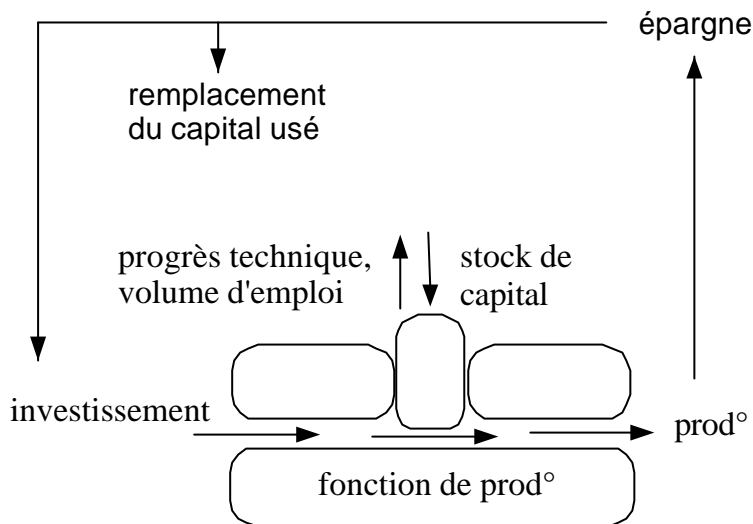 épargne
remplacement
du capital usé
progrès technique,
volume d'emploi
stock de
capital
investissement
prod°
fonction de prod°